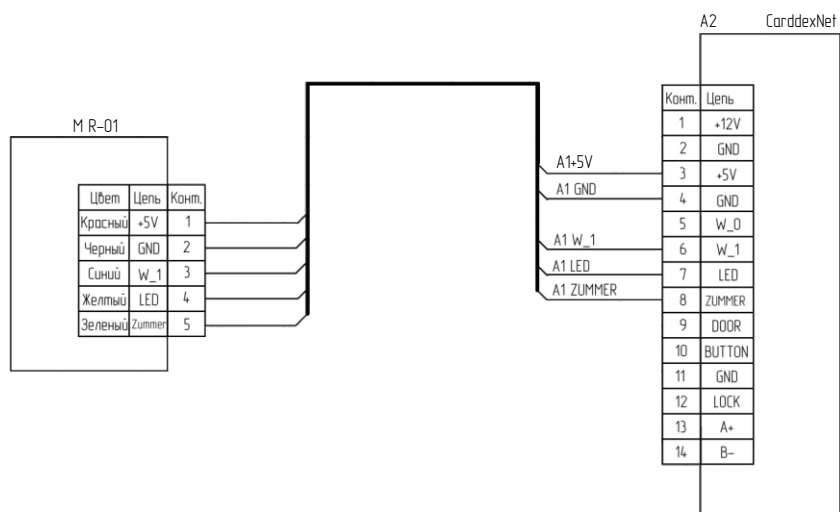 A2 CarddexNet
Конт. Цепь
1 +12V
2 GND
3 +5V
4 GND
5 W_0
6 W_1
7 LED
8 ZUMMER
9 DOOR
10 BUTTON
11 GND
12 LOCK
13 A+
14 B-
M R-01
Цвет Цепь Конт.
Красный +5V 1
Черный GND 2
Синий W_1 3
Желтый LED 4
Зеленый Zummer 5
A1+5V
A1 GND
A1 W_1
A1 LED
A1 ZUMMER